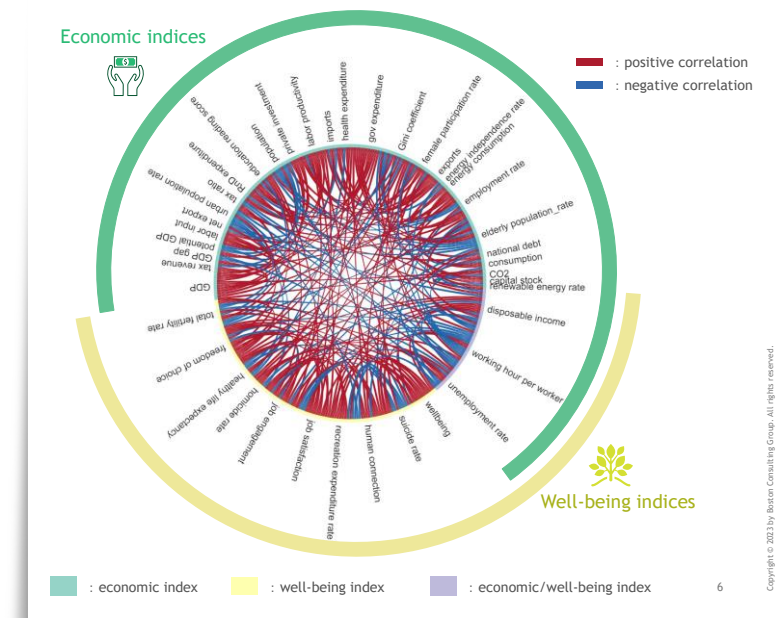 Economic indices
$
: positive correlation
: negative correlation
GDP
tax revenue
GDP gap
potential GDP
labor input
net export
urban population rate
tax ratio
RnD expenditure
education reading score
population
private investment
labor productivity
imports
health expenditure
gov expenditure
Gini coefficient
female participation rate
exports
energy independence rate
energy consumption
employment rate
elderly population_rate
national debt
consumption
CO2
capital stock
renewable energy rate
disposable income
working hour per worker
unemployment rate
wellbeing
suicide rate
human connection
recreation expenditure rate
job satisfaction
job engagement
homicide rate
healthy life expectancy
freedom of choice
total fertility rate
Well-being indices
: economic index
: well-being index
: economic/well-being index
6
Copyright © 2023 by Boston Consulting Group. All rights reserved.